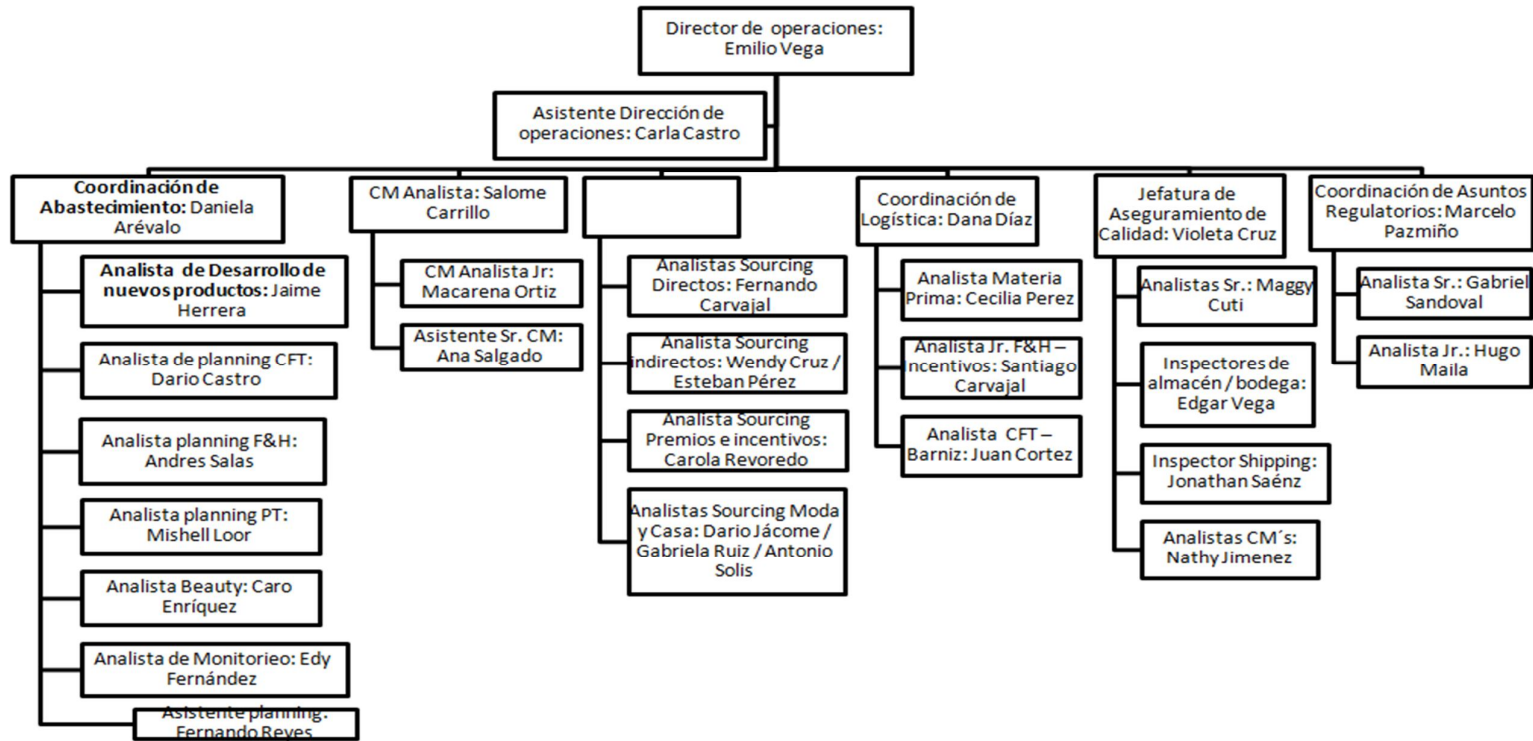 Director de operaciones:
Emilio Vega
Asistente Dirección de
operaciones: Carla Castro
Coordinación de
Abastecimiento: Daniela
Arévalo
Analista de Desarrollo de
nuevos productos: Jaime
Herrera
Analista de planning CFT:
Dario Castro
Analista planning F&H:
Andres Salas
Analista planning PT:
Mishell Loor
Analista Beauty: Caro
Enríquez
Analista de Monitorieo: Edy
Fernández
Asistente planning:
Fernando Reyes
CM Analista: Salome
Carrillo
CM Analista Jr:
Macarena Ortiz
Asistente Sr. CM:
Ana Salgado
Analistas Sourcing
Directos: Fernando
Carvajal
Analista Sourcing
indirectos: Wendy Cruz /
Esteban Pérez
Analista Sourcing
Premios e incentivos:
Carola Revoredo
Analistas Sourcing Moda
y Casa: Dario Jácome /
Gabriela Ruiz / Antonio
Solis
Coordinación de
Logística: Dana Díaz
Analista Materia
Prima: Cecilia Perez
Analista Jr. F&H –
Incentivos: Santiago
Carvajal
Analista CFT –
Barniz: Juan Cortez
Jefatura de
Aseguramiento de
Calidad: Violeta Cruz
Analistas Sr.: Maggy
Cuti
Inspectores de
almacén / bodega:
Edgar Vega
Inspector Shipping:
Jonathan Saénz
Analistas CM´s:
Nathy Jimenez
Coordinación de Asuntos
Regulatorios: Marcelo
Pazmiño
Analista Sr.: Gabriel
Sandoval
Analista Jr.: Hugo
Maila